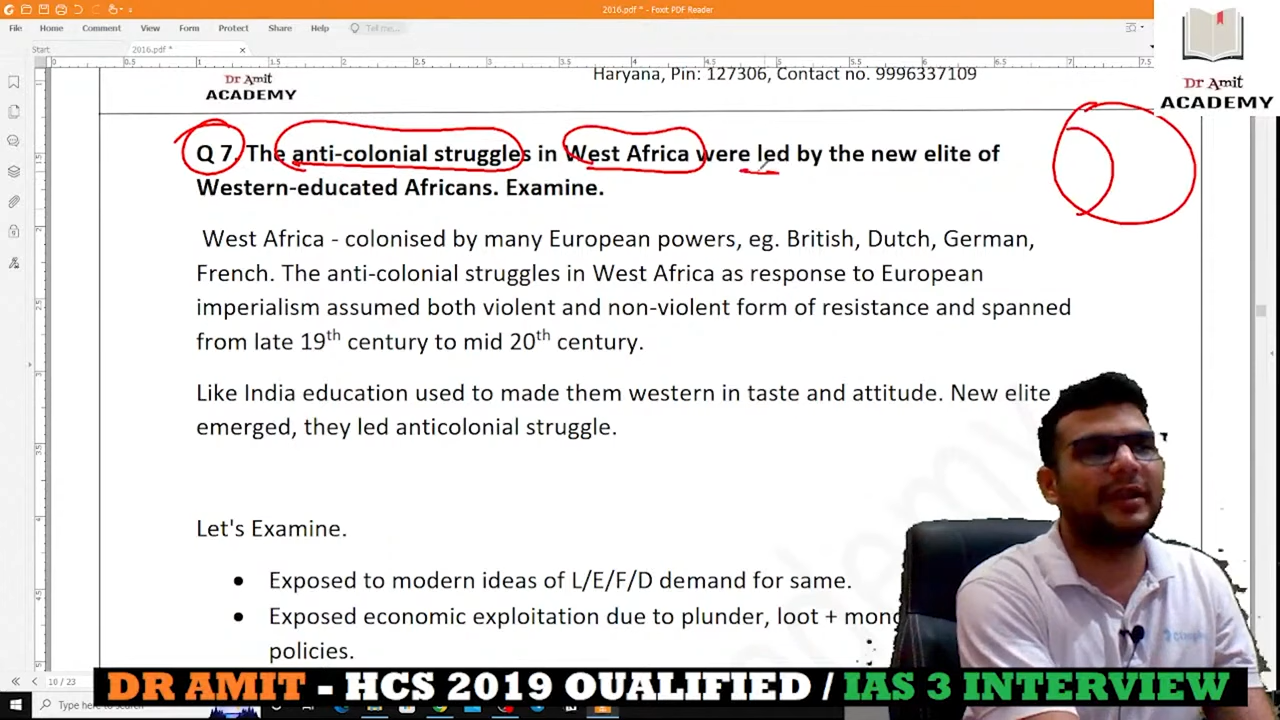 2016.pdf * - Foxit PDF Reader
File Home Comment View Form Protect Share Help Tell me...
Start 2016.pdf *
Dr Amit
ACADEMY
Haryana, Pin: 127306, Contact no. 9996337109
Dr Amit
ACADEMY
Q 7. The anti-colonial struggles in West Africa were led by the new elite of
Western-educated Africans. Examine.
West Africa - colonised by many European powers, eg. British, Dutch, German,
French. The anti-colonial struggles in West Africa as response to European
imperialism assumed both violent and non-violent form of resistance and spanned
from late 19th century to mid 20th century.
Like India education used to made them western in taste and attitude. New elite
emerged, they led anticolonial struggle.
Let's Examine.
• Exposed to modern ideas of L/E/F/D demand for same.
• Exposed economic exploitation due to plunder, loot +
policies.
10 / 23
DR AMIT - HCS 2019 QUALIFIED / IAS 3 INTERVIEW
Type here to search